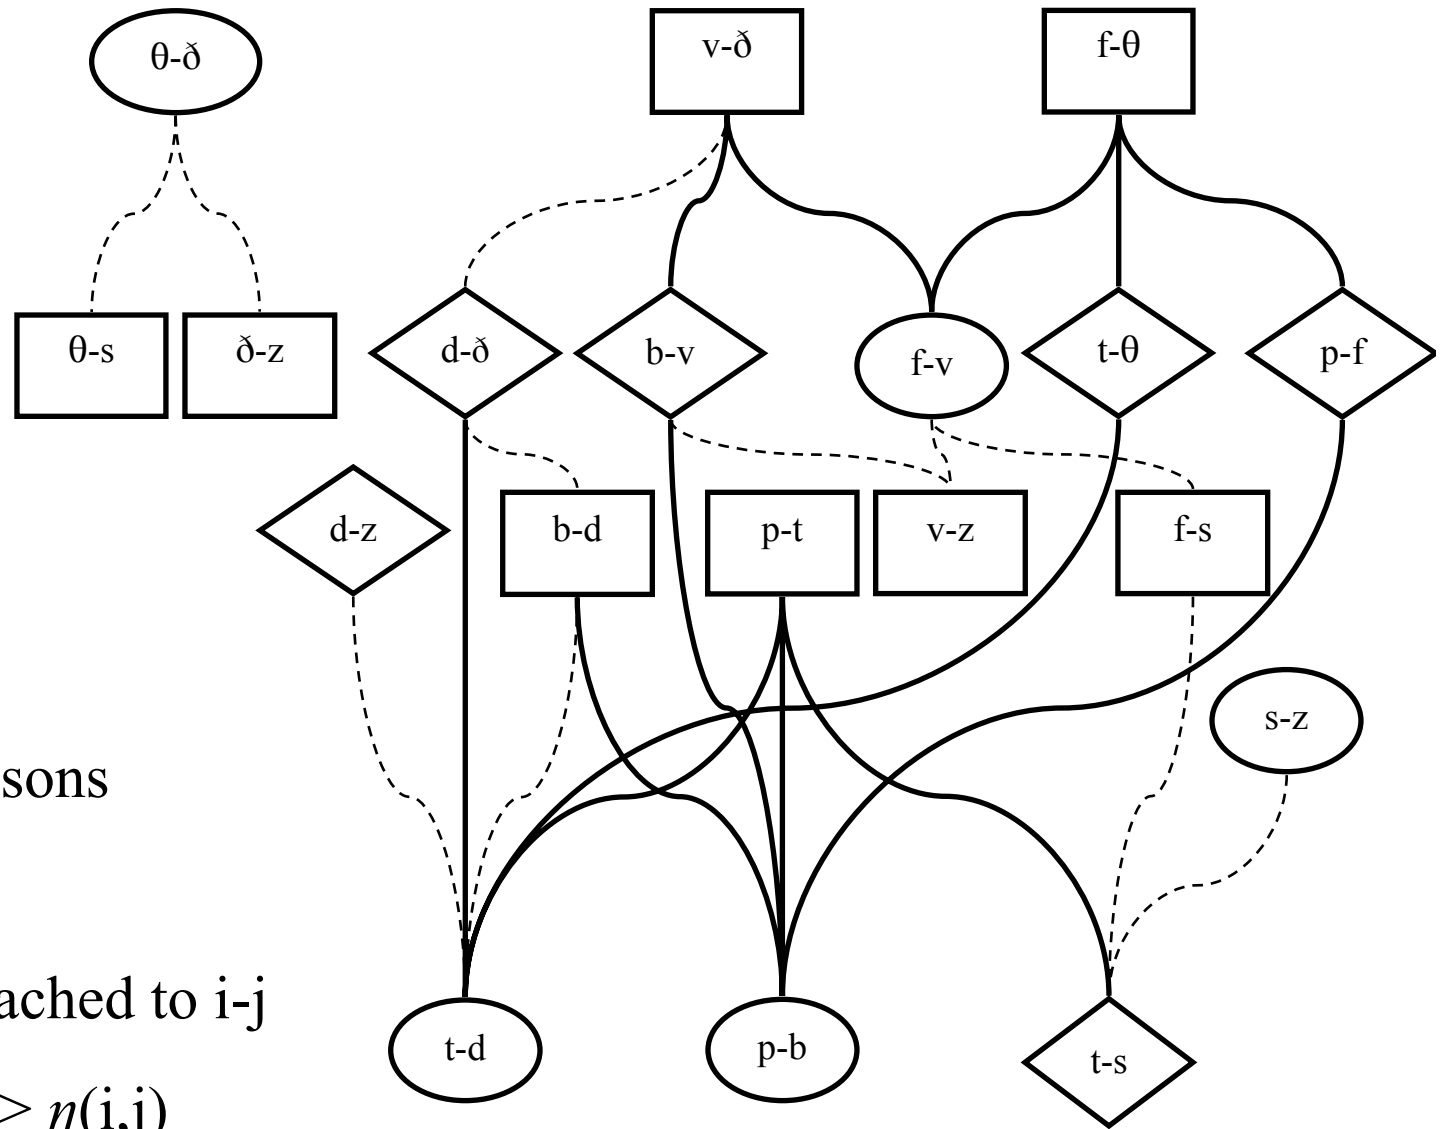 θ-ð
v-ð
f-θ
θ-s
ð-z
d-ð
b-v
f-v
t-θ
p-f
d-z
b-d
p-t
v-z
f-s
s-z
sons
ached to i-j
t-d
p-b
t-s
> η(i,j)